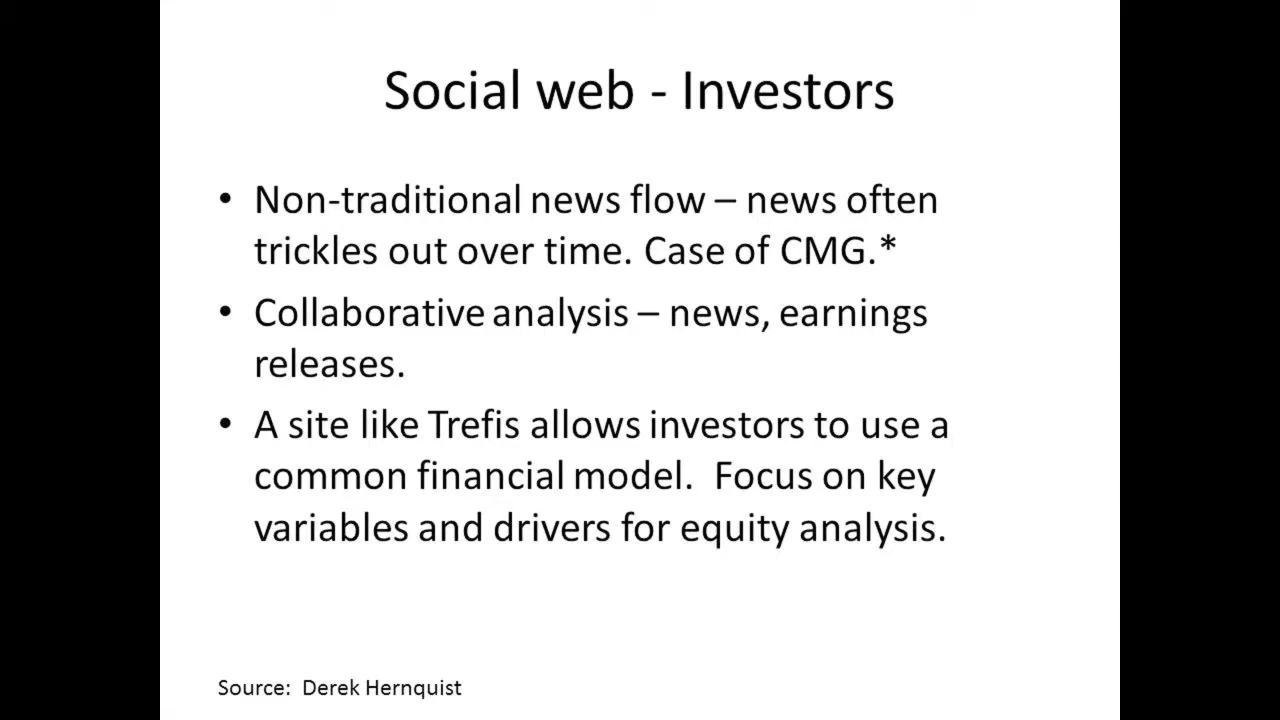 Social web - Investors
• Non-traditional news flow – news often
trickles out over time. Case of CMG.*
• Collaborative analysis – news, earnings
releases.
• A site like Trefis allows investors to use a
common financial model.  Focus on key
variables and drivers for equity analysis.
Source:  Derek Hernquist